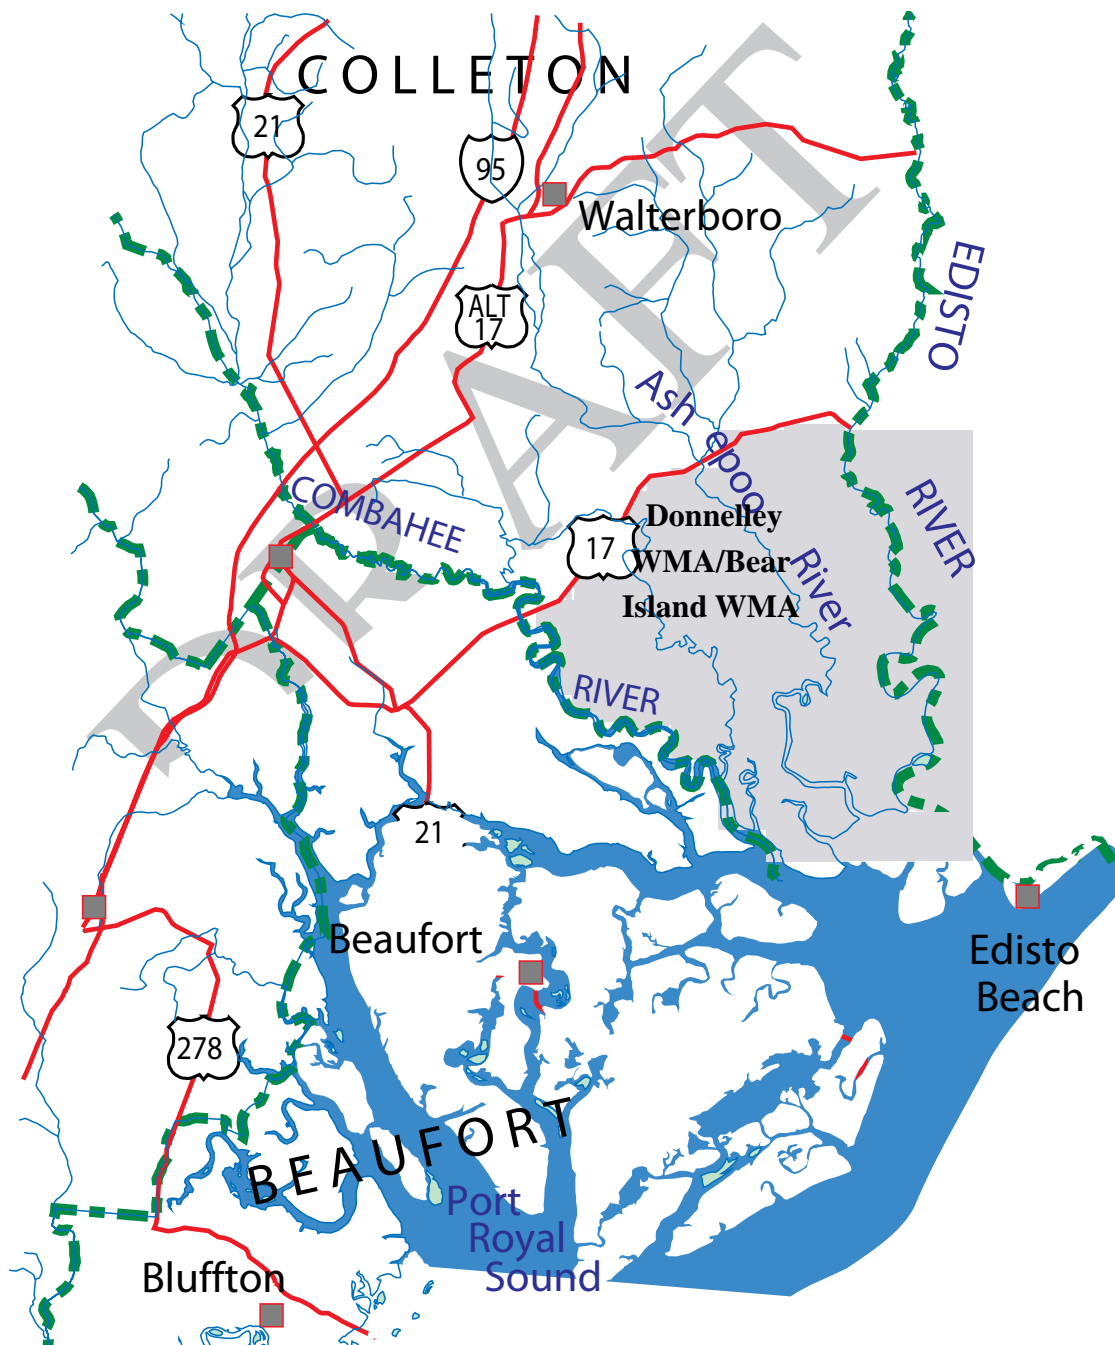 COLLETON
21
95
Walterboro
ALT
17
EDISTO
RIVER
Ash epoo
River
COMBAHEE
RIVER
17
Donnelley
WMA/Bear
Island WMA
DRAFT
21
Beaufort
Edisto
Beach
278
BEAUFORT
Port
Royal
Sound
Bluffton